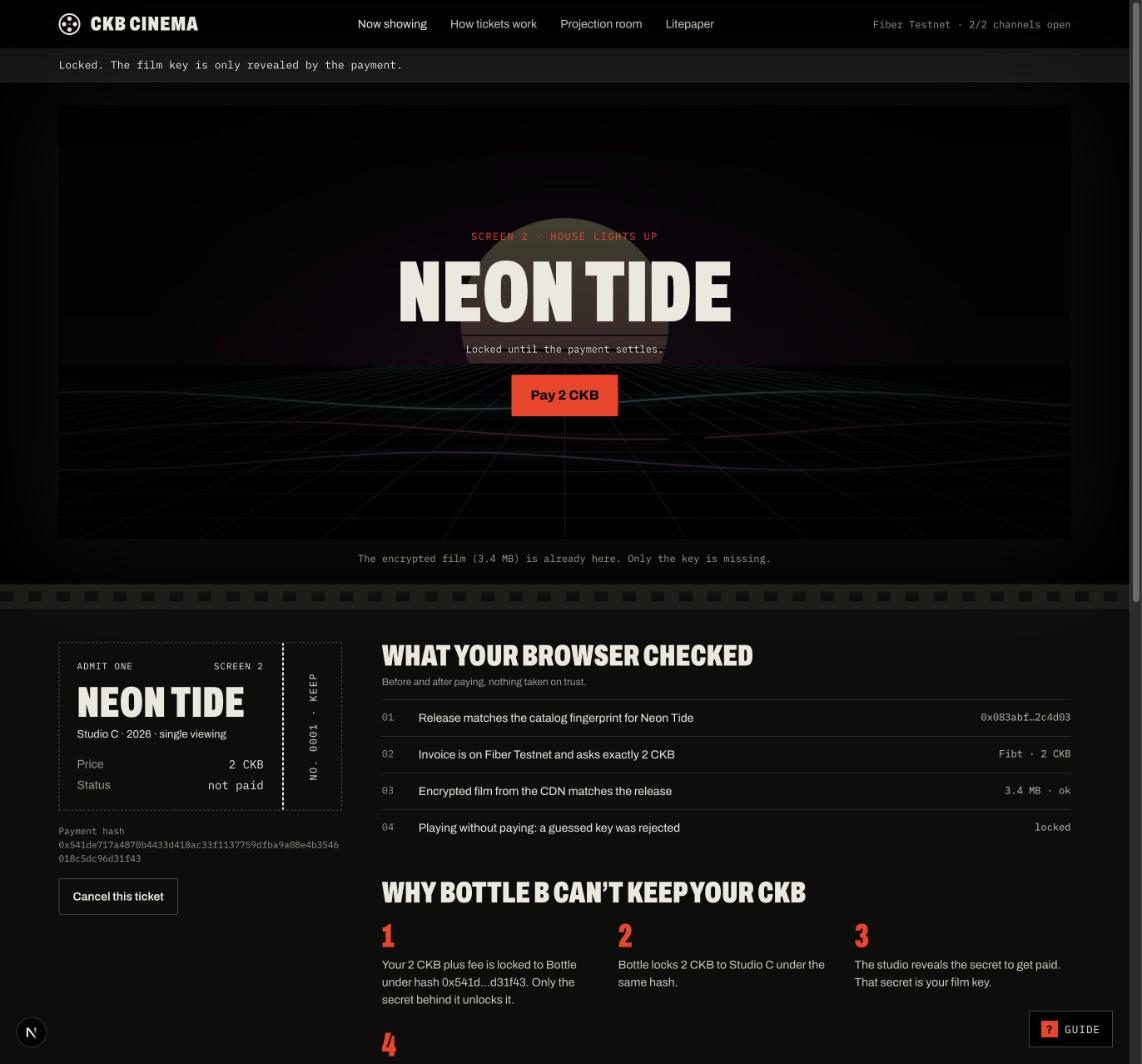 CKB CINEMA
Now showing
How tickets work
Projection room
Litepaper
Fiber Testnet · 2/2 channels open
Locked. The film key is only revealed by the payment.
SCREEN 2 · HOUSE LIGHTS UP
NEON TIDE
Locked until the payment settles.
Pay 2 CKB
The encrypted film (3.4 MB) is already here. Only the key is missing.
ADMIT ONE
SCREEN 2
NEON TIDE
Studio C · 2026 · single viewing
Price
2 CKB
Status
not paid
NO. 0001 · KEEP
Payment hash
0x541de717a4870b4433d418ac33f1137759dfba9a08e4b3546
018c5dc96d31f43
Cancel this ticket
WHAT YOUR BROWSER CHECKED
Before and after paying, nothing taken on trust.
01 Release matches the catalog fingerprint for Neon Tide 0x083abf…2c4d03
02 Invoice is on Fiber Testnet and asks exactly 2 CKB Fibt · 2 CKB
03 Encrypted film from the CDN matches the release 3.4 MB · ok
04 Playing without paying: a guessed key was rejected locked
WHY BOTTLE B CAN'T KEEP YOUR CKB
1
Your 2 CKB plus fee is locked to Bottle
under hash 0x541d…d31f43. Only the
secret behind it unlocks it.
2
Bottle locks 2 CKB to Studio C under the
same hash.
3
The studio reveals the secret to get paid.
That secret is your film key.
4
N
? GUIDE